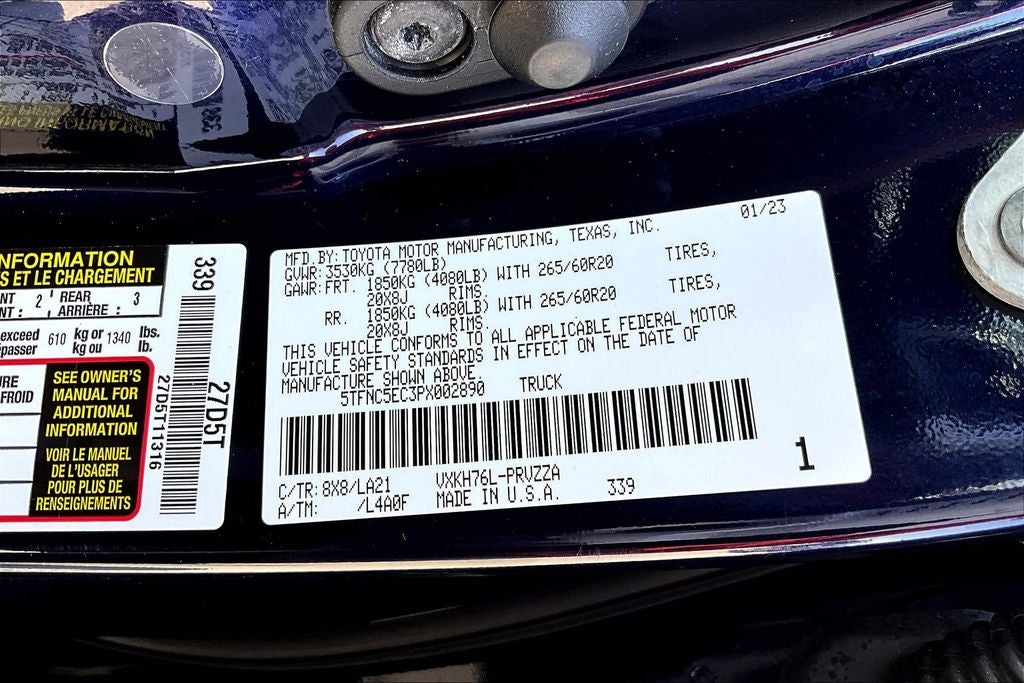 NFORMATION
S ET LE CHARGEMENT
NT 2 REAR 3
NT : ARRIÈRE :
exceed 610 kg or 1340 lbs.
passer kg ou lb.
URE
FROID
SEE OWNER'S
MANUAL FOR
ADDITIONAL
INFORMATION
VOIR LE MANUEL
DE L'USAGER
POUR PLUS DE
RENSEIGNEMENTS
339
27D5T
27D5T11316
MFD.BY:TOYOTA MOTOR MANUFACTURING, TEXAS, INC. 01/23
GVWR:3530KG (7780LB)
GAWR:FRT. 1850KG (4080LB) WITH 265/60R20 TIRES,
20X8J RIMS.
RR. 1850KG (4080LB) WITH 265/60R20 TIRES,
20X8J RIMS.
THIS VEHICLE CONFORMS TO ALL APPLICABLE FEDERAL MOTOR
VEHICLE SAFETY STANDARDS IN EFFECT ON THE DATE OF
MANUFACTURE SHOWN ABOVE.
5TFNC5EC3PX002890 TRUCK
C/TR:8X8/LA21 VXKH76L-PRVZZA
A/TM: /L4A0F MADE IN U.S.A. 339
1